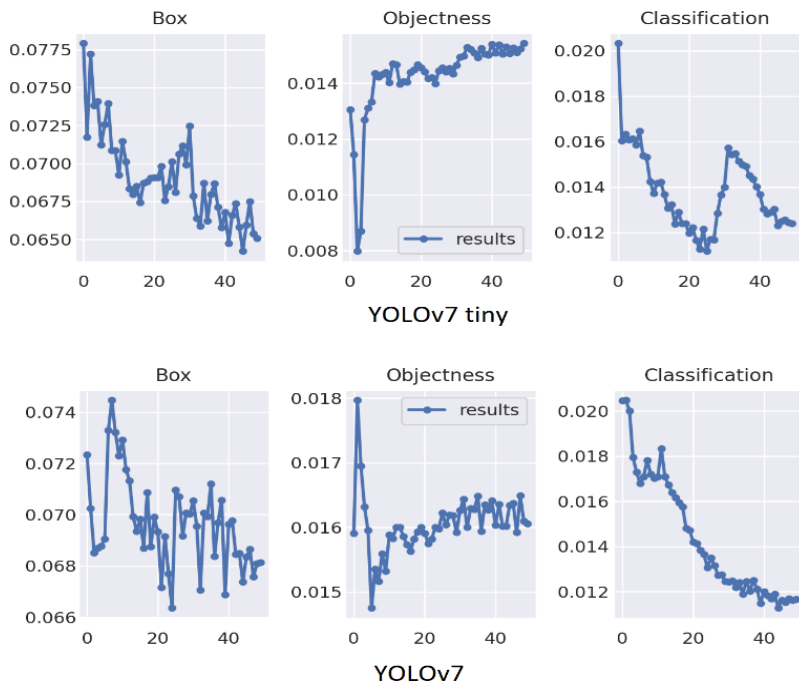 Box Objectness Classification
0.0775 0.0750 0.0725 0.0700 0.0675 0.0650
0.014 0.012 0.010 0.008
0.020 0.018 0.016 0.014 0.012
results
0 20 40 0 20 40 0 20 40
YOLOv7 tiny
Box Objectness Classification
0.074 0.072 0.070 0.068 0.066
0.018 0.017 0.016 0.015
0.020 0.018 0.016 0.014 0.012
results
0 20 40 0 20 40 0 20 40
YOLOv7